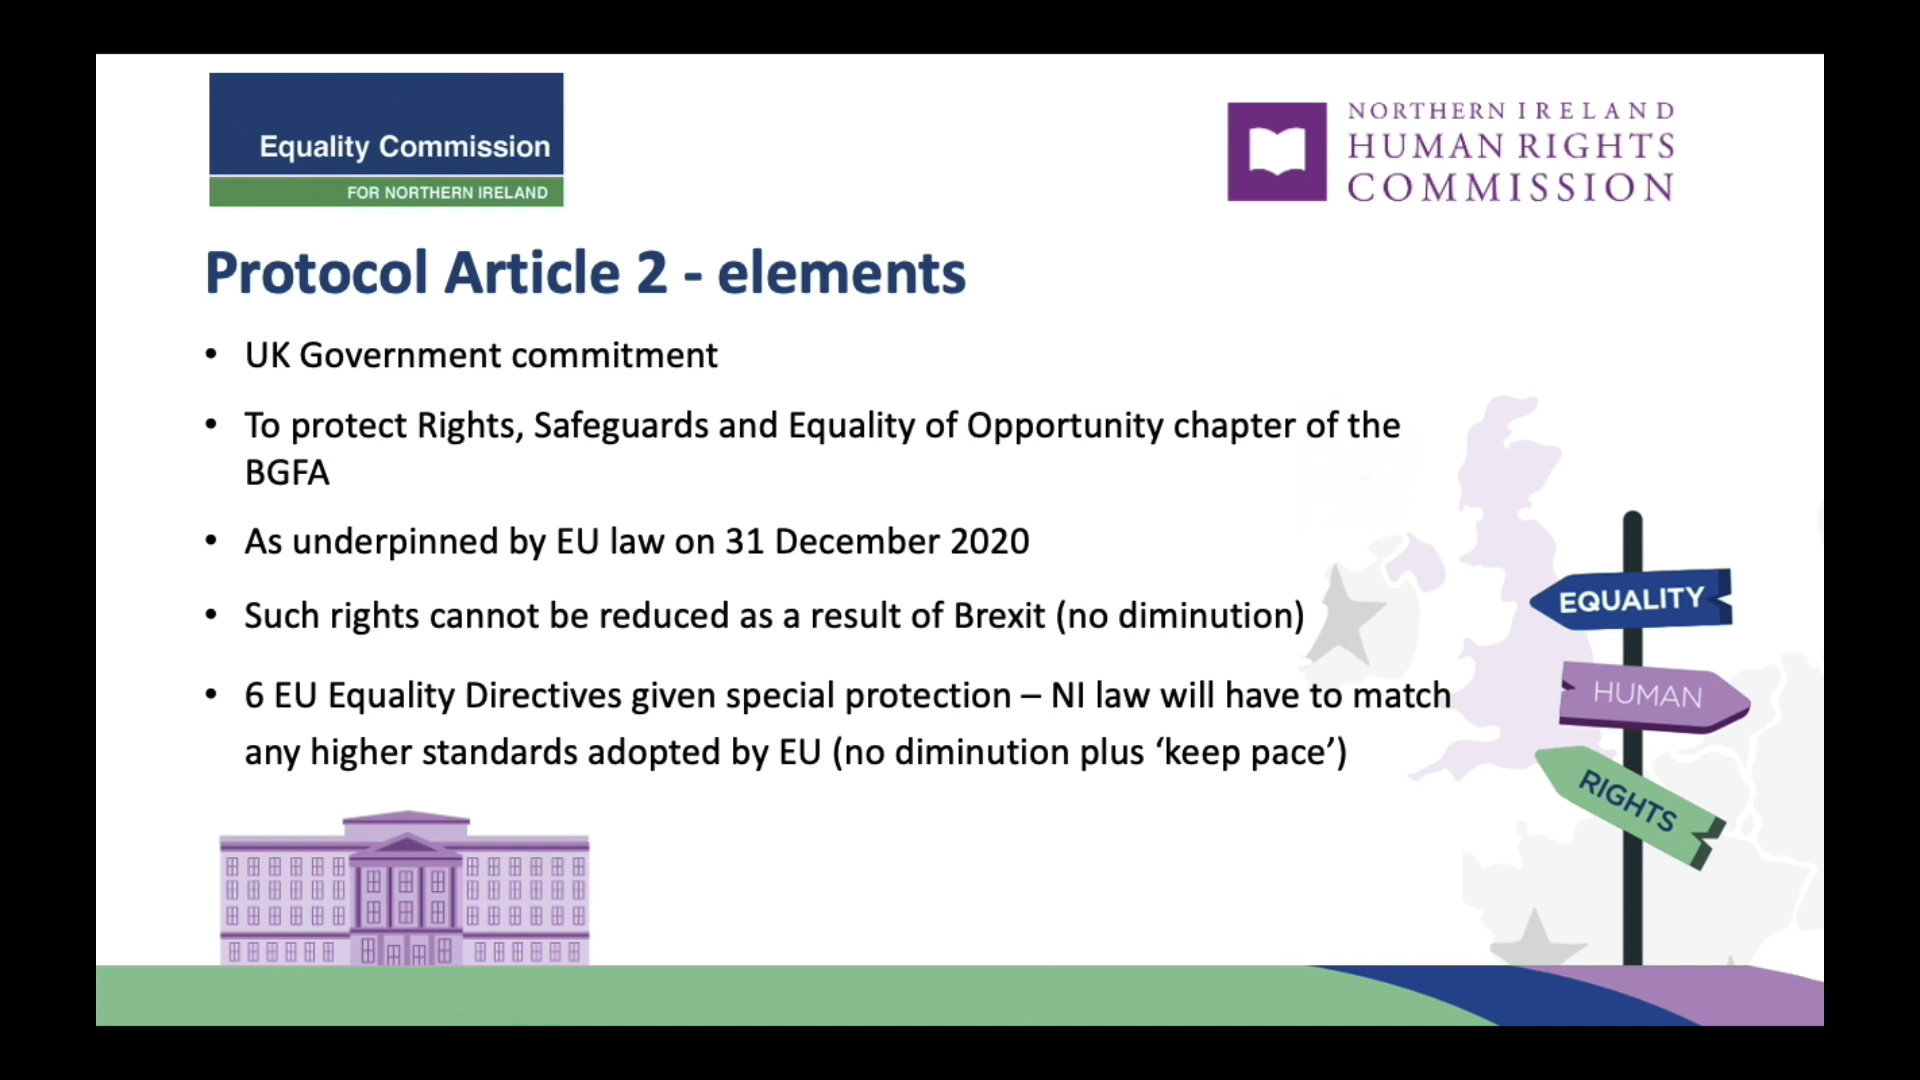 Equality Commission
FOR NORTHERN IRELAND
NORTHERN IRELAND
HUMAN RIGHTS
COMMISSION
Protocol Article 2 - elements
• UK Government commitment
• To protect Rights, Safeguards and Equality of Opportunity chapter of the
BGFA
• As underpinned by EU law on 31 December 2020
• Such rights cannot be reduced as a result of Brexit (no diminution)
• 6 EU Equality Directives given special protection – NI law will have to match
any higher standards adopted by EU (no diminution plus ‘keep pace’)
EQUALITY
HUMAN
RIGHTS